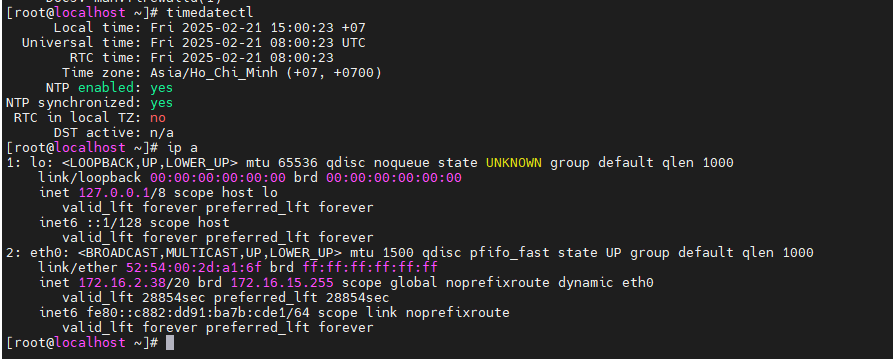 [root@localhost ~]# timedatectl
      Local time: Fri 2025-02-21 15:00:23 +07
  Universal time: Fri 2025-02-21 08:00:23 UTC
        RTC time: Fri 2025-02-21 08:00:23
       Time zone: Asia/Ho_Chi_Minh (+07, +0700)
     NTP enabled: yes
NTP synchronized: yes
 RTC in local TZ: no
      DST active: n/a
[root@localhost ~]# ip a
1: lo: <LOOPBACK,UP,LOWER_UP> mtu 65536 qdisc noqueue state UNKNOWN group default qlen 1000
    link/loopback 00:00:00:00:00:00 brd 00:00:00:00:00:00
    inet 127.0.0.1/8 scope host lo
       valid_lft forever preferred_lft forever
    inet6 ::1/128 scope host
       valid_lft forever preferred_lft forever
2: eth0: <BROADCAST,MULTICAST,UP,LOWER_UP> mtu 1500 qdisc pfifo_fast state UP group default qlen 1000
    link/ether 52:54:00:2d:a1:6f brd ff:ff:ff:ff:ff:ff
    inet 172.16.2.38/20 brd 172.16.15.255 scope global noprefixroute dynamic eth0
       valid_lft 28854sec preferred_lft 28854sec
    inet6 fe80::c882:dd91:ba7b:cde1/64 scope link noprefixroute
       valid_lft forever preferred_lft forever
[root@localhost ~]#